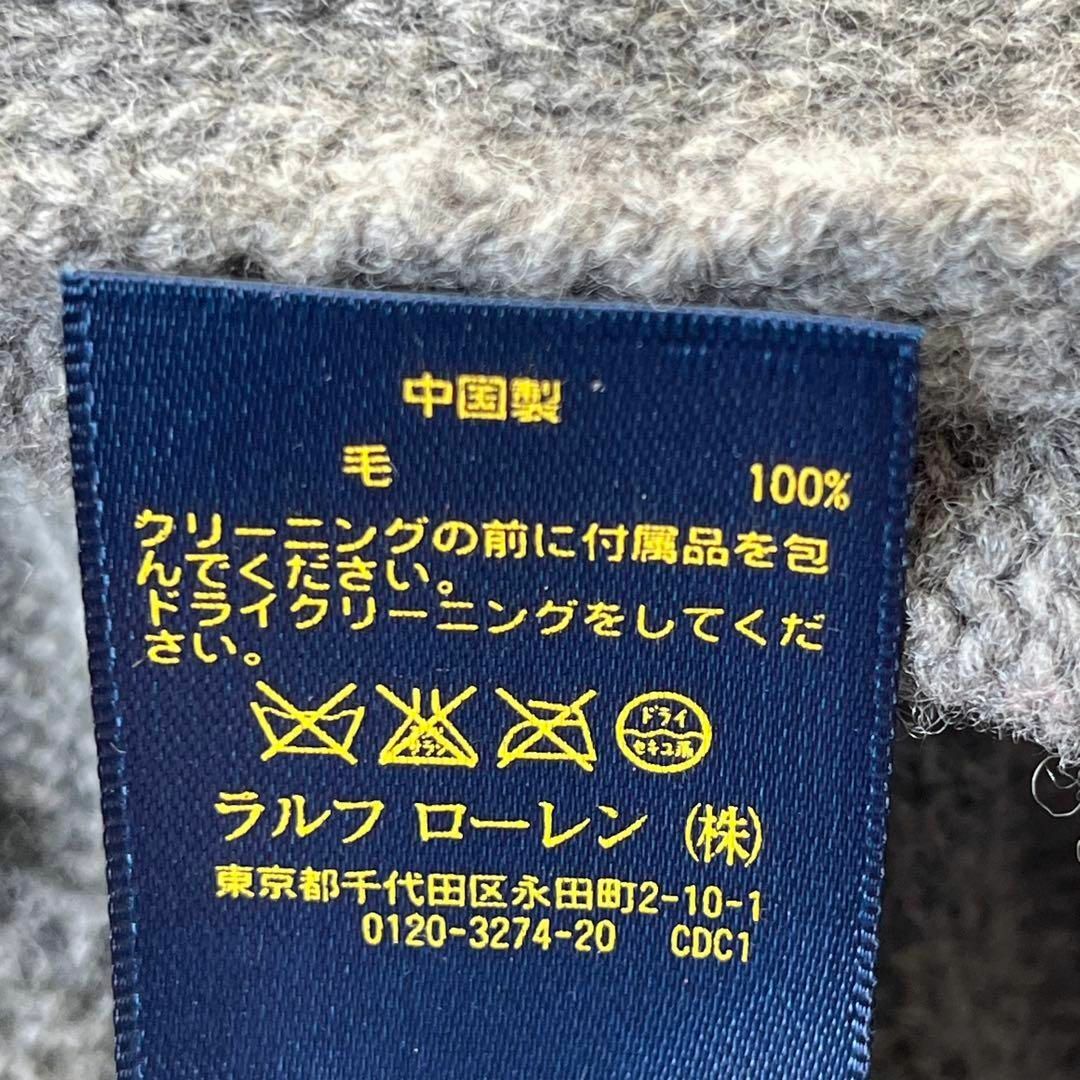 中国製
毛 100%
クリーニングの前に付属品を包
んでください。
ドライクリーニングをしてくだ
さい。
サラシ ドライ
セキユ系
ラルフ ローレン (株)
東京都千代田区永田町2-10-1
0120-3274-20 CDC1